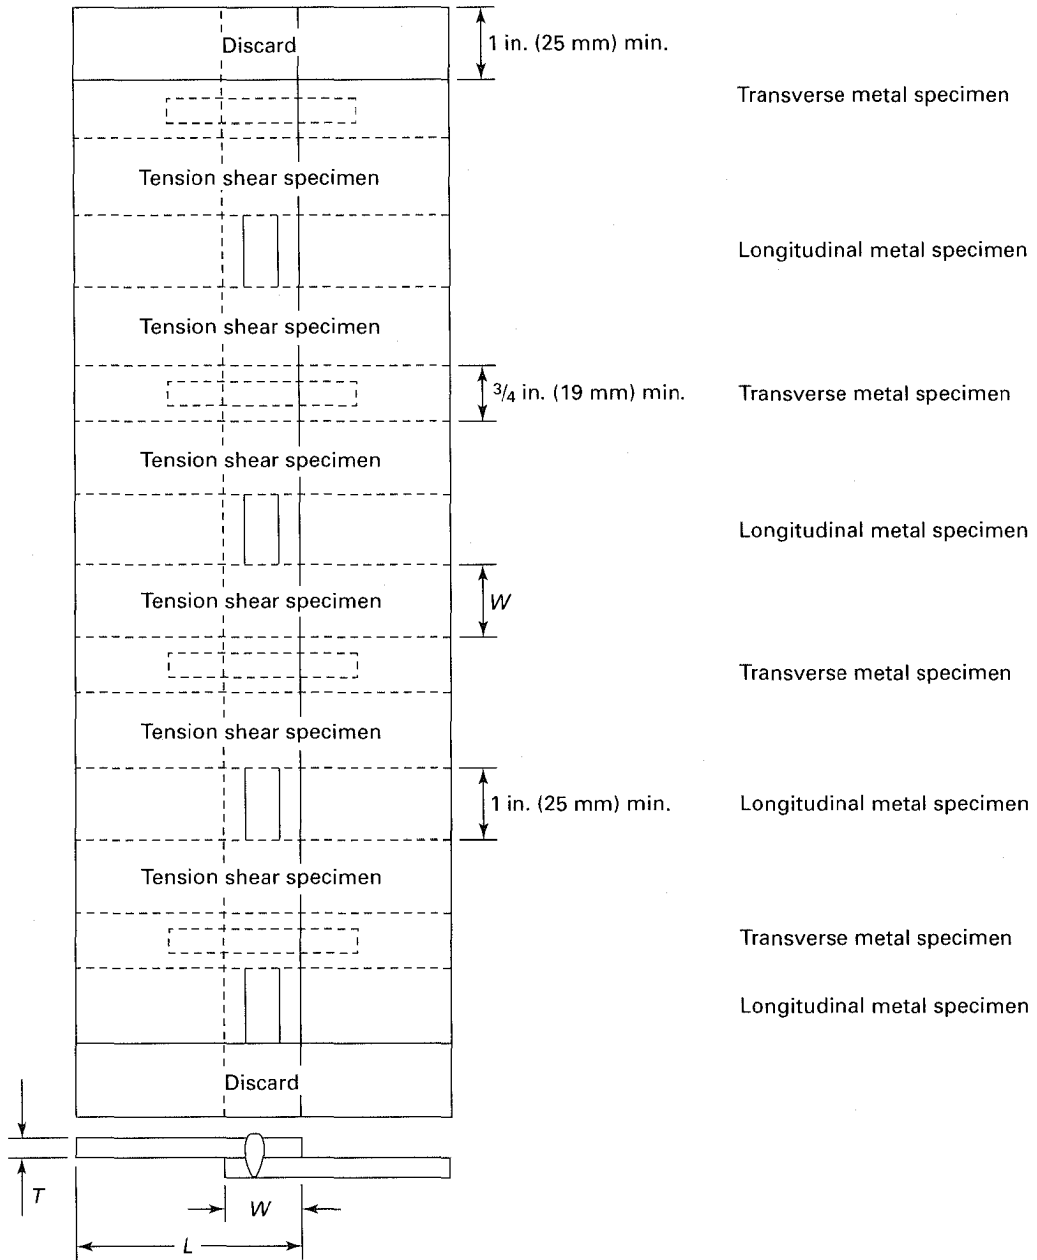 Discard
1 in. (25 mm) min.
Transverse metal specimen
Tension shear specimen
Longitudinal metal specimen
Tension shear specimen
3/4 in. (19 mm) min.
Transverse metal specimen
Tension shear specimen
Longitudinal metal specimen
Tension shear specimen
W
Transverse metal specimen
Tension shear specimen
1 in. (25 mm) min.
Longitudinal metal specimen
Tension shear specimen
Transverse metal specimen
Longitudinal metal specimen
Discard
T
W
L